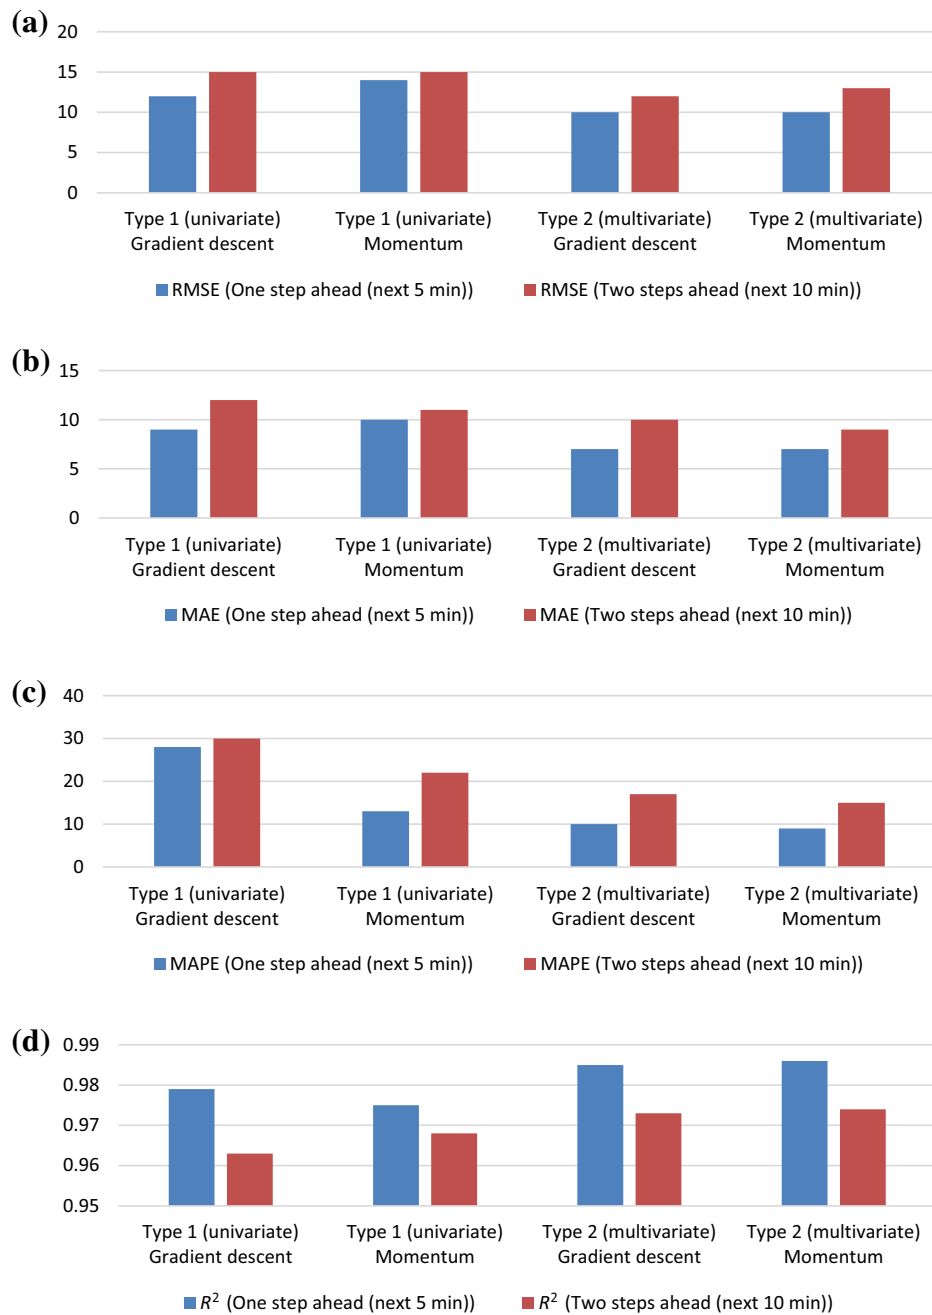 (a)
20
15
10
5
0
Type 1 (univariate) Type 1 (univariate) Type 2 (multivariate) Type 2 (multivariate)
Gradient descent Momentum Gradient descent Momentum
RMSE (One step ahead (next 5 min)) RMSE (Two steps ahead (next 10 min))
(b)
15
10
5
0
Type 1 (univariate) Type 1 (univariate) Type 2 (multivariate) Type 2 (multivariate)
Gradient descent Momentum Gradient descent Momentum
MAE (One step ahead (next 5 min)) MAE (Two steps ahead (next 10 min))
(c)
40
30
20
10
0
Type 1 (univariate) Type 1 (univariate) Type 2 (multivariate) Type 2 (multivariate)
Gradient descent Momentum Gradient descent Momentum
MAPE (One step ahead (next 5 min)) MAPE (Two steps ahead (next 10 min))
(d)
0.99
0.98
0.97
0.96
0.95
Type 1 (univariate) Type 1 (univariate) Type 2 (multivariate) Type 2 (multivariate)
Gradient descent Momentum Gradient descent Momentum
R² (One step ahead (next 5 min)) R² (Two steps ahead (next 10 min))